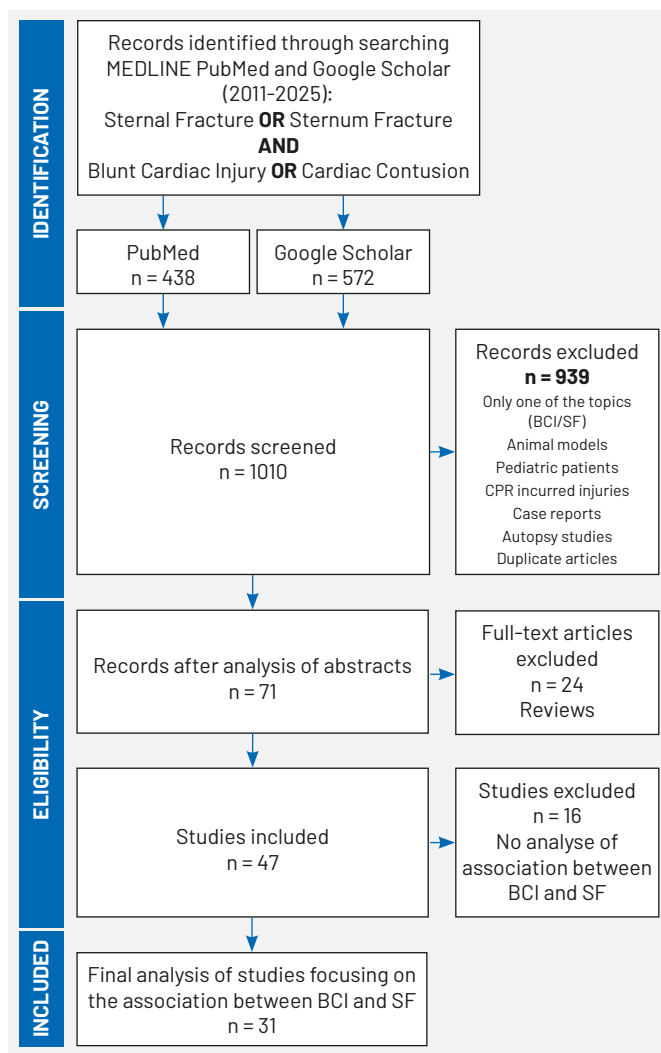 IDENTIFICATION
Records identified through searching
MEDLINE PubMed and Google Scholar
(2011-2025):
Sternal Fracture OR Sternum Fracture
AND
Blunt Cardiac Injury OR Cardiac Contusion
PubMed
n = 438
Google Scholar
n = 572
SCREENING
Records screened
n = 1010
Records excluded
n = 939
Only one of the topics
(BCI/SF)
Animal models
Pediatric patients
CPR incurred injuries
Case reports
Autopsy studies
Duplicate articles
ELIGIBILITY
Records after analysis of abstracts
n = 71
Full-text articles
excluded
n = 24
Reviews
Studies included
n = 47
Studies excluded
n = 16
No analyse of
association between
BCI and SF
INCLUDED
Final analysis of studies focusing on
the association between BCI and SF
n = 31